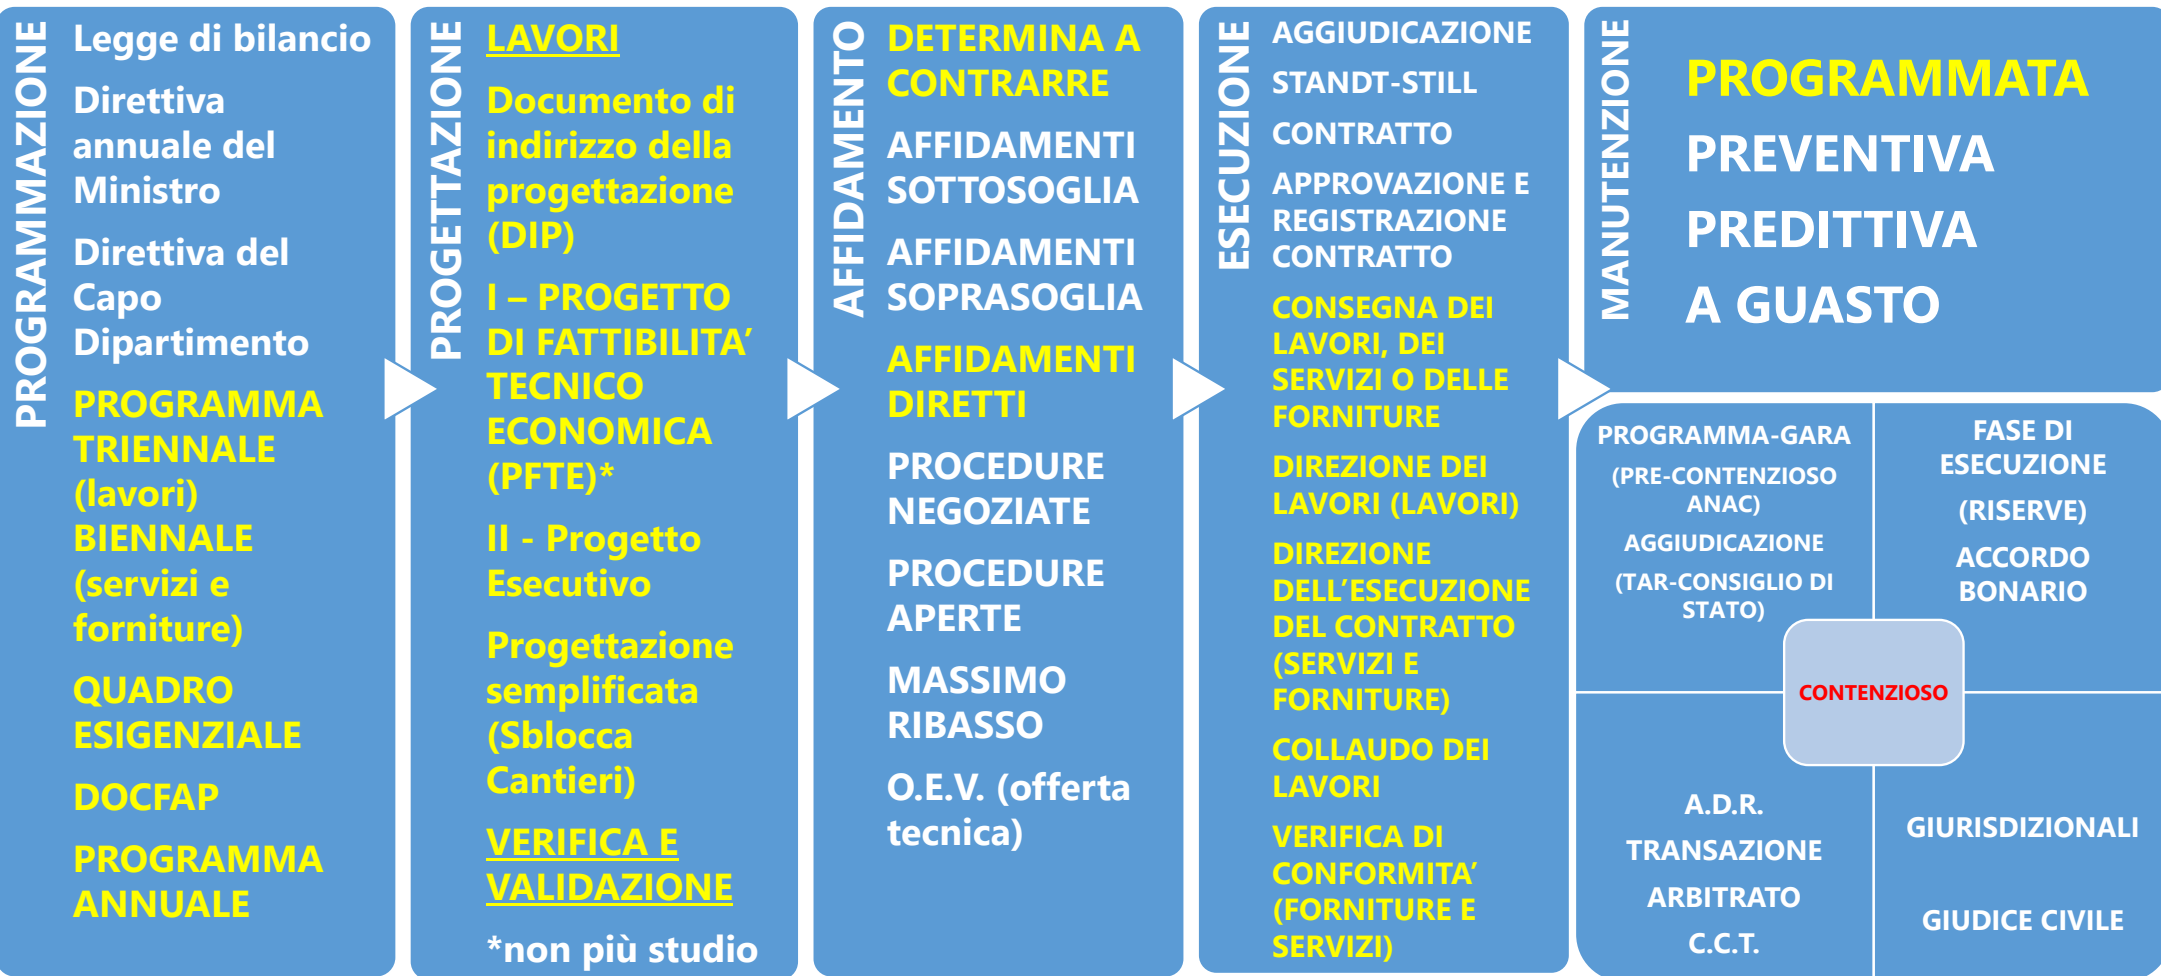 PROGRAMMAZIONE
Legge di bilancio
Direttiva
annuale del
Ministro
Direttiva del
Capo
Dipartimento
PROGRAMMA
TRIENNALE
(lavori)
BIENNALE
(servizi e
forniture)
QUADRO
ESIGENZIALE
DOCFAP
PROGRAMMA
ANNUALE
PROGETTAZIONE
LAVORI
Documento di
indirizzo della
progettazione
(DIP)
I – PROGETTO
DI FATTIBILITA’
TECNICO
ECONOMICA
(PFTE)*
II - Progetto
Esecutivo
Progettazione
semplificata
(Sblocca
Cantieri)
VERIFICA E
VALIDAZIONE
*non più studio
AFFIDAMENTO
DETERMINA A
CONTRARRE
AFFIDAMENTI
SOTTOSOGLIA
AFFIDAMENTI
SOPRASOGLIA
AFFIDAMENTI
DIRETTI
PROCEDURE
NEGOZIATE
PROCEDURE
APERTE
MASSIMO
RIBASSO
O.E.V. (offerta
tecnica)
ESECUZIONE
AGGIUDICAZIONE
STANDT-STILL
CONTRATTO
APPROVAZIONE E
REGISTRAZIONE
CONTRATTO
CONSEGNA DEI
LAVORI, DEI
SERVIZI O DELLE
FORNITURE
DIREZIONE DEI
LAVORI (LAVORI)
DIREZIONE
DELL’ESECUZIONE
DEL CONTRATTO
(SERVIZI E
FORNITURE)
COLLAUDO DEI
LAVORI
VERIFICA DI
CONFORMITA’
(FORNITURE E
SERVIZI)
MANUTENZIONE
PROGRAMMATA
PREVENTIVA
PREDITTIVA
A GUASTO
PROGRAMMA-GARA
(PRE-CONTENZIOSO
ANAC)
AGGIUDICAZIONE
(TAR-CONSIGLIO DI
STATO)
FASE DI
ESECUZIONE
(RISERVE)
ACCORDO
BONARIO
CONTENZIOSO
A.D.R.
TRANSAZIONE
ARBITRATO
C.C.T.
GIURISDIZIONALI
GIUDICE CIVILE